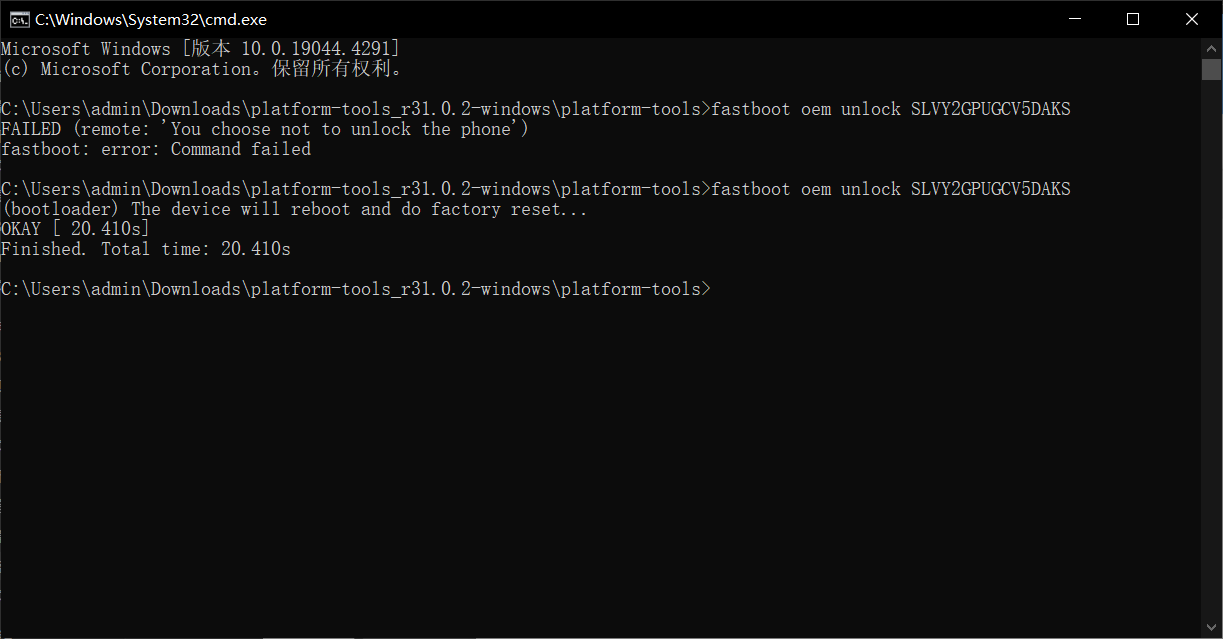 C:\Windows\System32\cmd.exe
Microsoft Windows [版本 10.0.19044.4291]
(c) Microsoft Corporation。保留所有权利。
C:\Users\admin\Downloads\platform-tools_r31.0.2-windows\platform-tools>fastboot oem unlock SLVY2GPUGCV5DAKS
FAILED (remote: 'You choose not to unlock the phone')
fastboot: error: Command failed
C:\Users\admin\Downloads\platform-tools_r31.0.2-windows\platform-tools>fastboot oem unlock SLVY2GPUGCV5DAKS
(bootloader) The device will reboot and do factory reset...
OKAY [ 20.410s]
Finished. Total time: 20.410s
C:\Users\admin\Downloads\platform-tools_r31.0.2-windows\platform-tools>